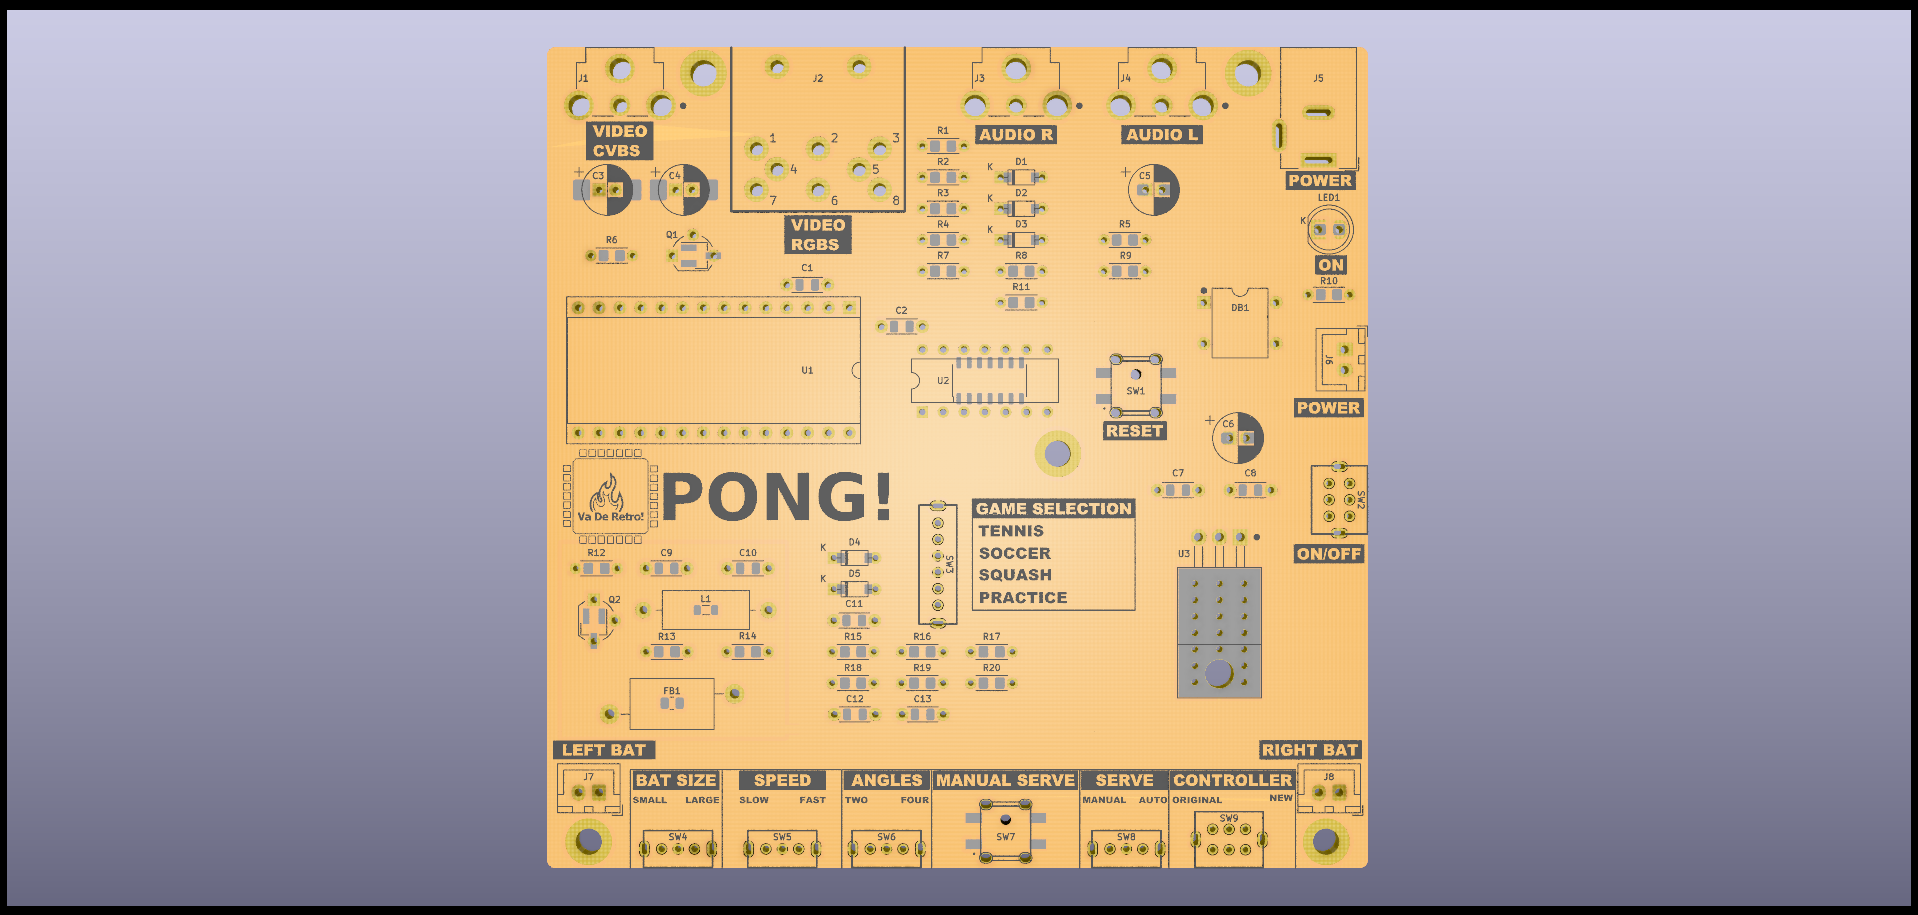 J1
J2
J3
J4
J5
VIDEO
CVBS
AUDIO R
AUDIO L
1 2 3
4 5
7 6 8
POWER
+ C3
+ C4
R1
R2
R3
R4
R7
K D1
K D2
K D3
R8
R11
+ C5
R5
R9
LED1
K
ON
R10
VIDEO
RGBS
R6
Q1
C1
C2
DB1
U1
U2
SW1
RESET
J6
POWER
+ C6
C7
C8
SW2
ON/OFF
Va De Retro!
PONG!
SW3
GAME SELECTION
TENNIS
SOCCER
SQUASH
PRACTICE
U3
R12
C9
C10
K D4
K D5
C11
Q2
L1
R13
R14
R15
R16
R17
R18
R19
R20
FB1
C12
C13
LEFT BAT
RIGHT BAT
J7
BAT SIZE
SMALL LARGE
SW4
SPEED
SLOW FAST
SW5
ANGLES
TWO FOUR
SW6
MANUAL SERVE
SW7
SERVE
MANUAL AUTO
SW8
CONTROLLER
ORIGINAL NEW
SW9
J8